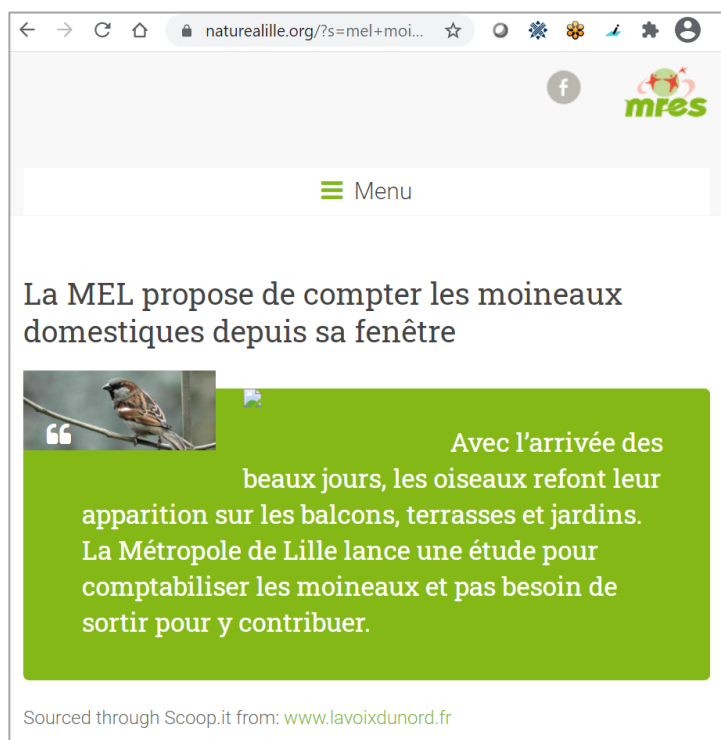 naturealille.org/?s=mel+moi...
f
mres
Menu
La MEL propose de compter les moineaux
domestiques depuis sa fenêtre
“
Avec l’arrivée des
beaux jours, les oiseaux refont leur
apparition sur les balcons, terrasses et jardins.
La Métropole de Lille lance une étude pour
comptabiliser les moineaux et pas besoin de
sortir pour y contribuer.
Sourced through Scoop.it from: www.lavoixdunord.fr